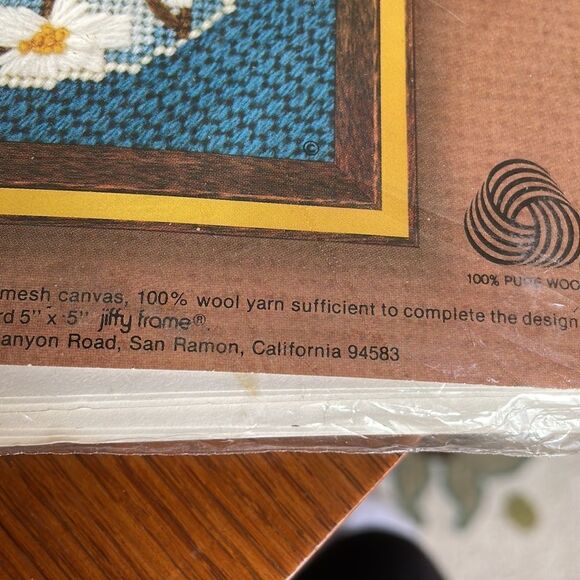 ©
100% PURE WOO
mesh canvas, 100% wool yarn sufficient to complete the design
rd 5" x 5" jiffy frame®.
anyon Road, San Ramon, California 94583